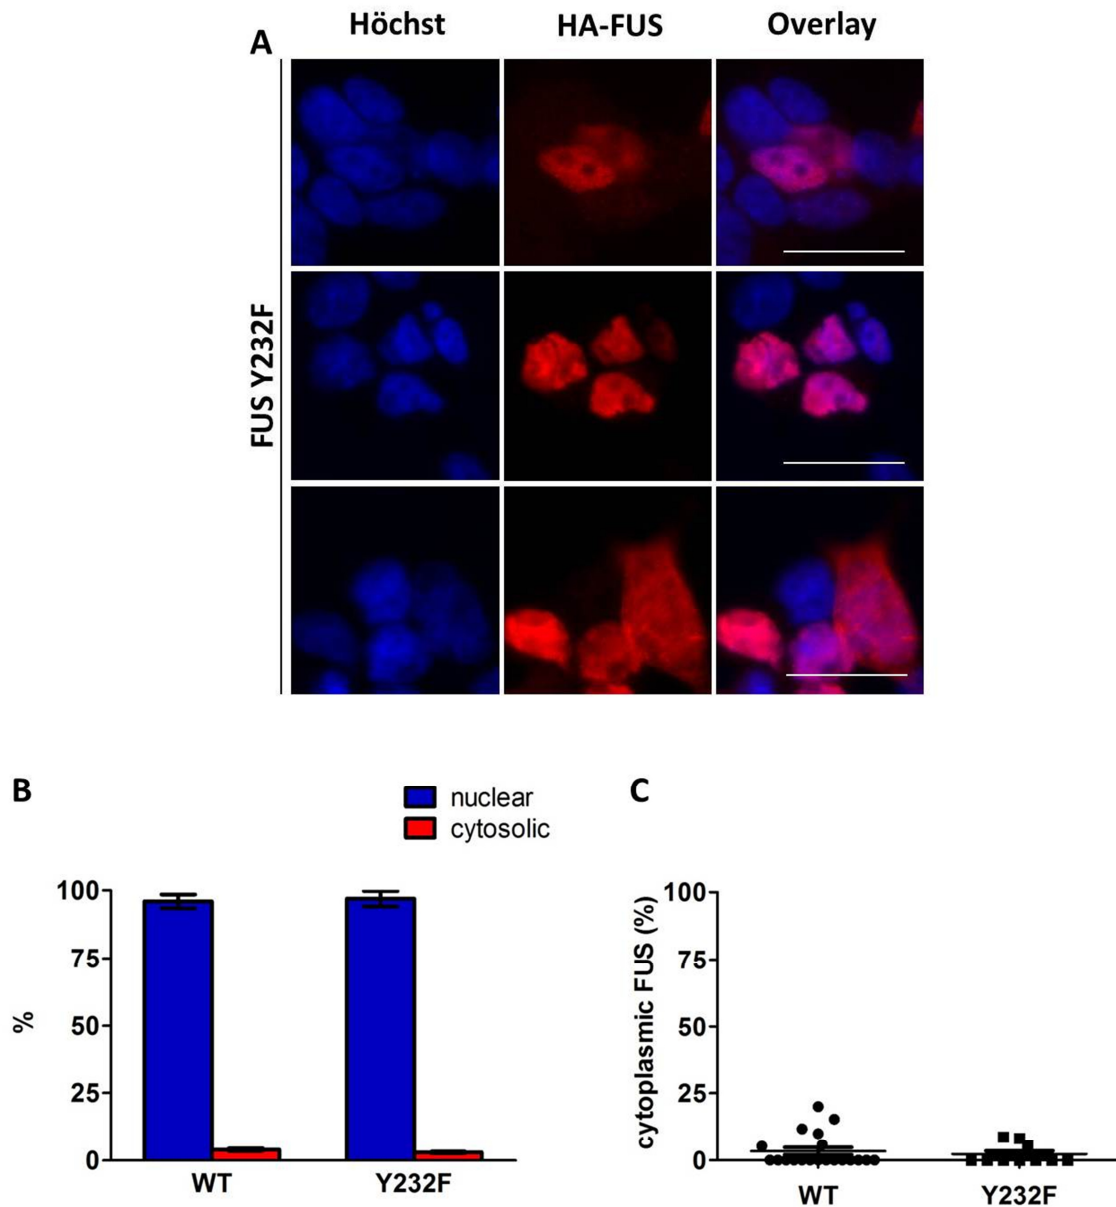 Höchst HA-FUS Overlay
A
FUS Y232F
B
nuclear
cytosolic
100
75
50
25
0
%
WT Y232F
C
100
75
50
25
0
cytoplasmic FUS (%)
WT Y232F